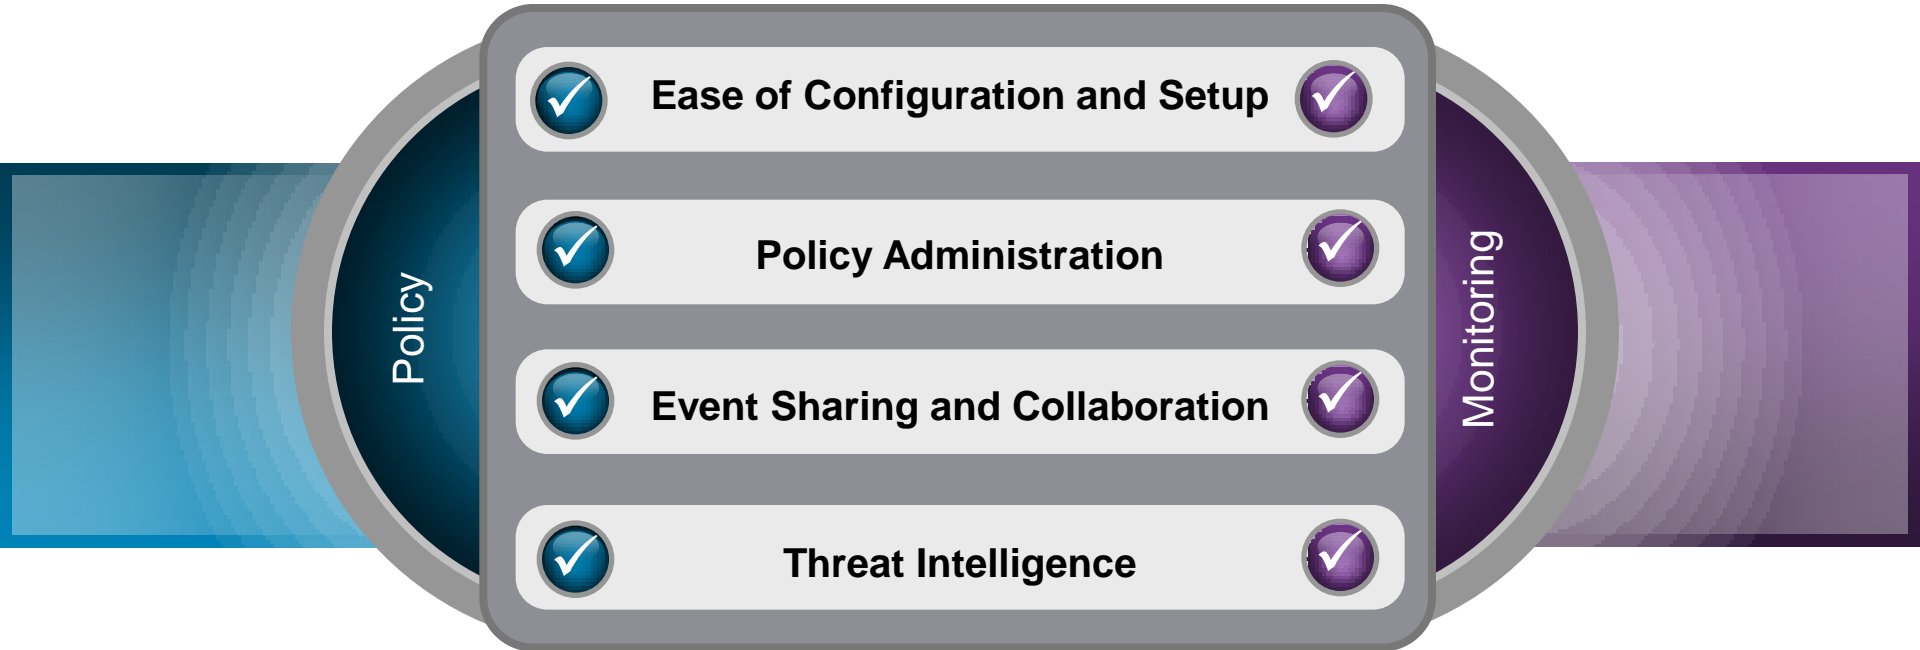 Ease of Configuration and Setup
Policy Administration
Policy
Monitoring
Event Sharing and Collaboration
Threat Intelligence